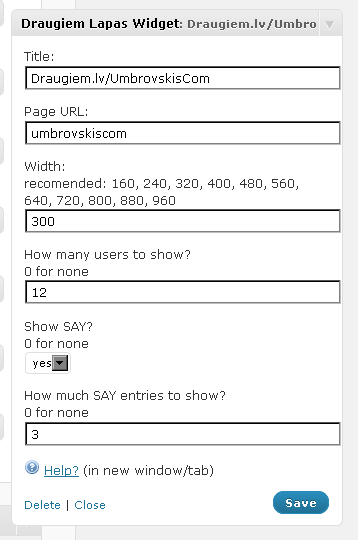 Draugiem Lapas Widget: Draugiem.lv/Umbro
Title:
Draugiem.lv/UmbrovskisCom
Page URL:
umbrovskiscom
Width:
recomended: 160, 240, 320, 400, 480, 560,
640, 720, 800, 880, 960
300
How many users to show?
0 for none
12
Show SAY?
0 for none
yes
How much SAY entries to show?
0 for none
3
? Help? (in new window/tab)
Delete | Close
Save